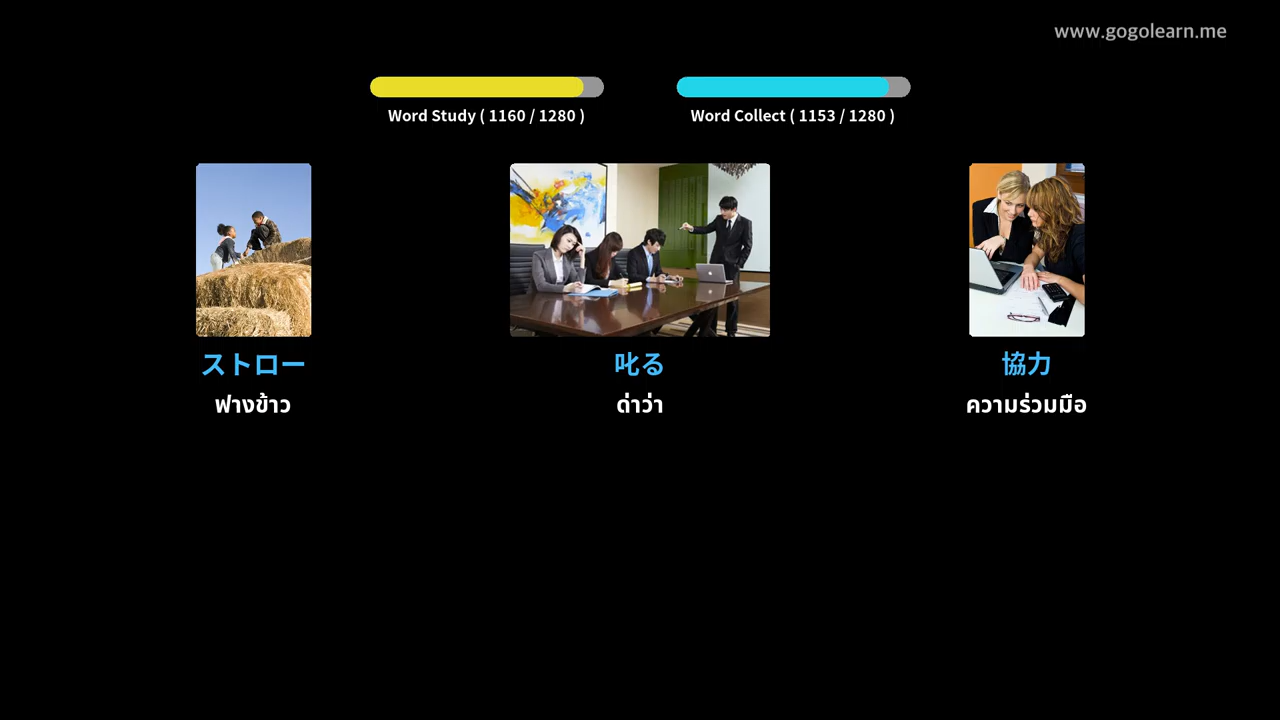 www.gogolearn.me
Word Study ( 1160 / 1280 )
Word Collect ( 1153 / 1280 )
ストロー
ฟางข้าว
叱る
ด่าว่า
協力
ความร่วมมือ